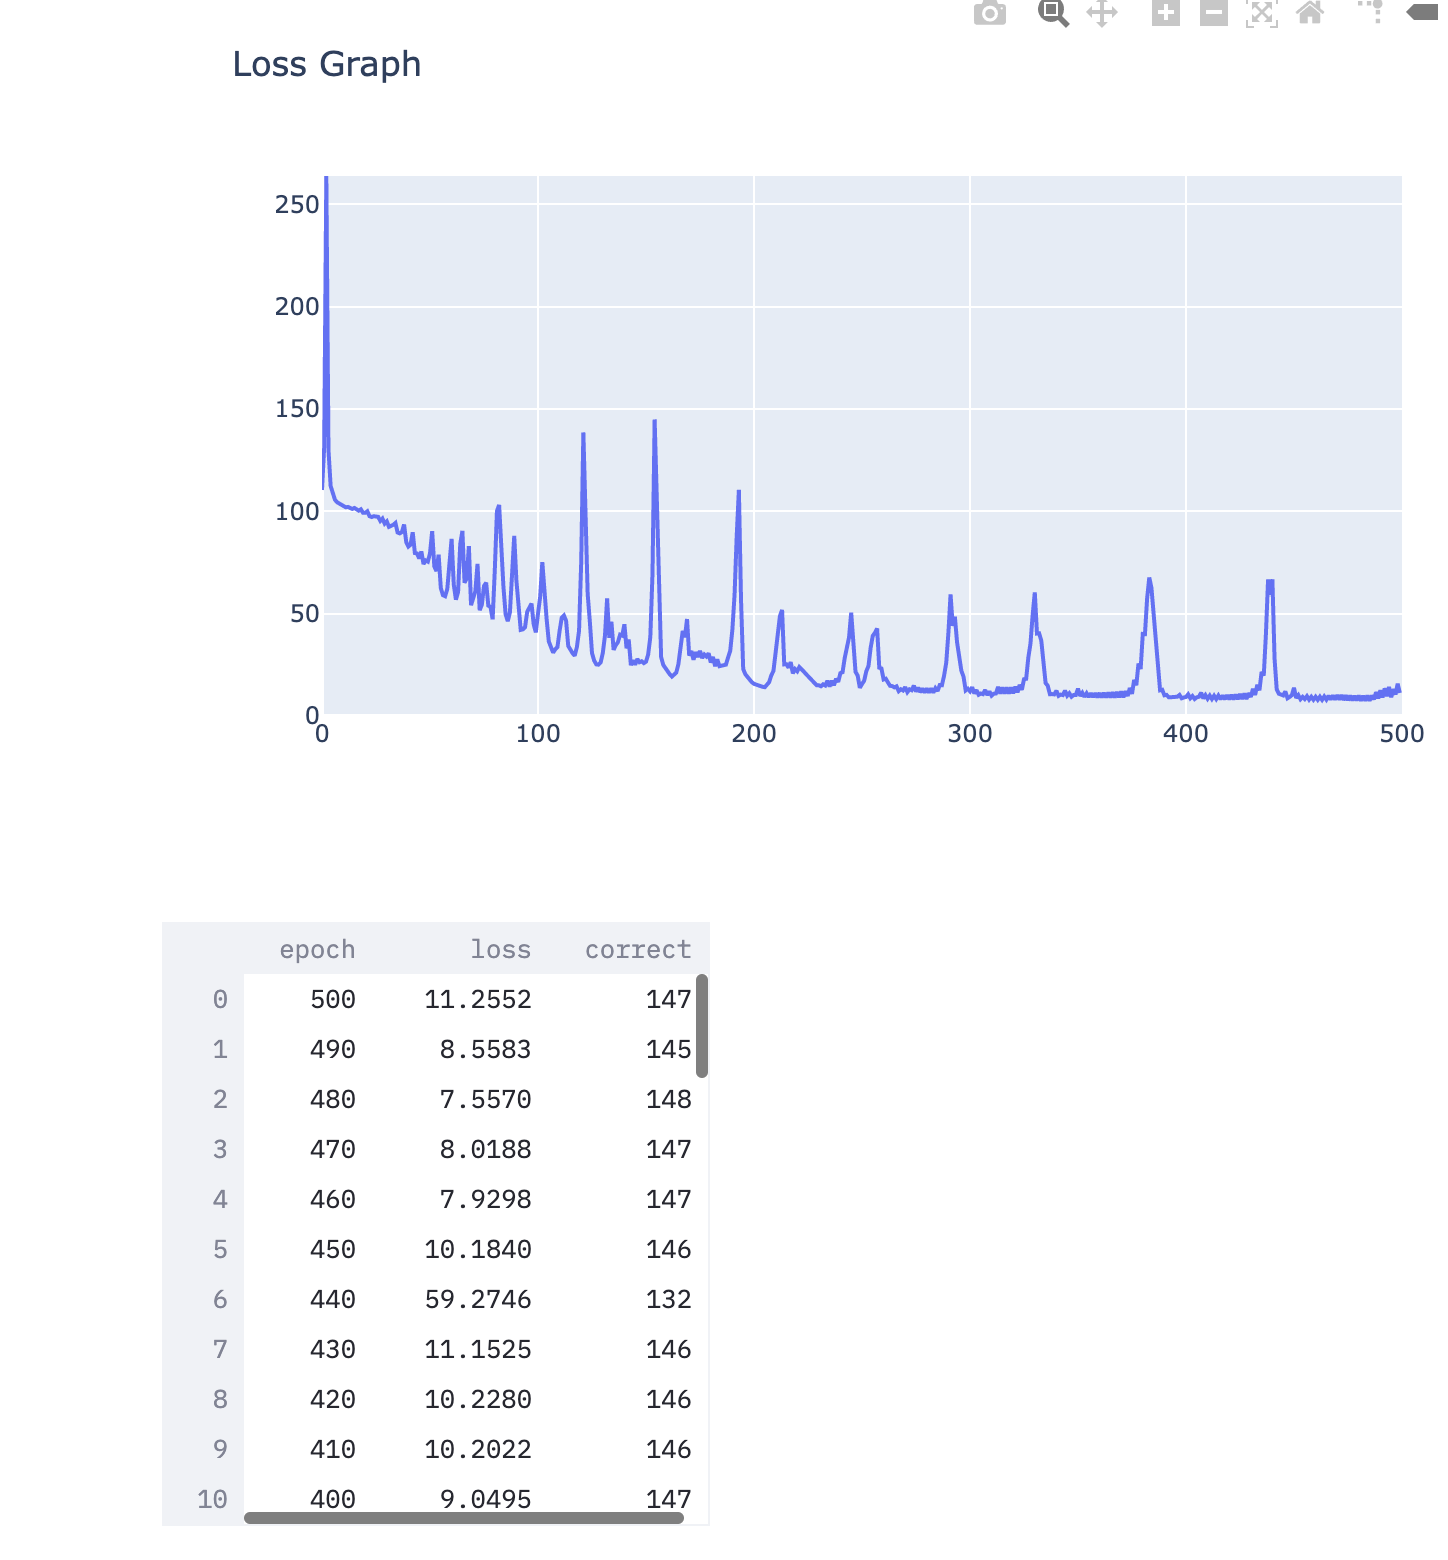 Loss Graph
250
200
150
100
50
0
0 100 200 300 400 500
epoch loss correct
0 500 11.2552 147
1 490 8.5583 145
2 480 7.5570 148
3 470 8.0188 147
4 460 7.9298 147
5 450 10.1840 146
6 440 59.2746 132
7 430 11.1525 146
8 420 10.2280 146
9 410 10.2022 146
10 400 9.0495 147